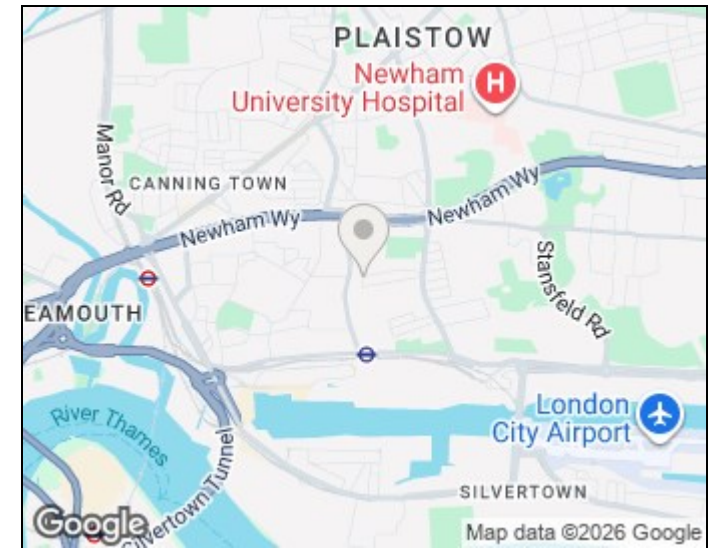 PLAISTOW
Newham
University Hospital
H
Manor Rd
CANNING TOWN
Newham Wy
Newham Wy
Stansfeld Rd
EAMOUTH
River Thames
London
City Airport
Silvertown Tunnel
SILVERTOWN
Google
Map data ©2026 Google